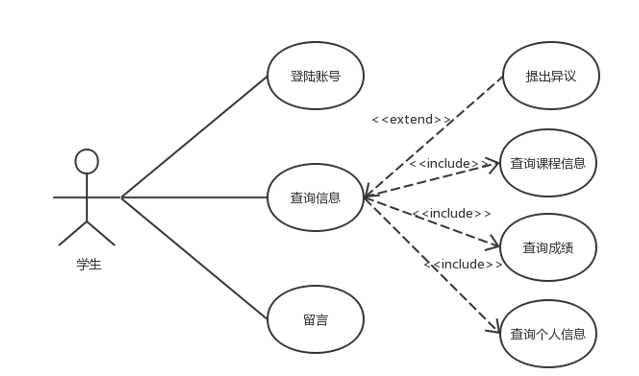 登陆账号
提出异议
<<extend>>
<<include>>
查询课程信息
查询信息
<<include>>
查询成绩
学生
<<include>>
留言
查询个人信息